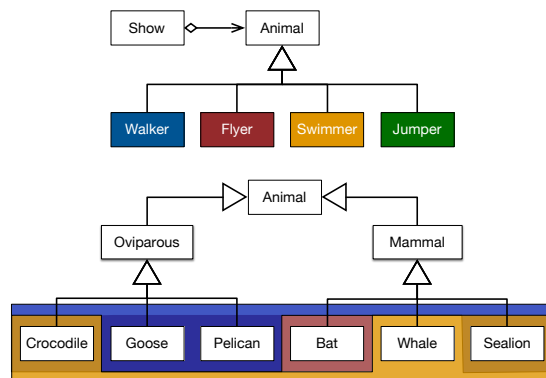 Show Animal
Walker Flyer Swimmer Jumper
Animal
Oviparous Mammal
Crocodile Goose Pelican Bat Whale Sealion